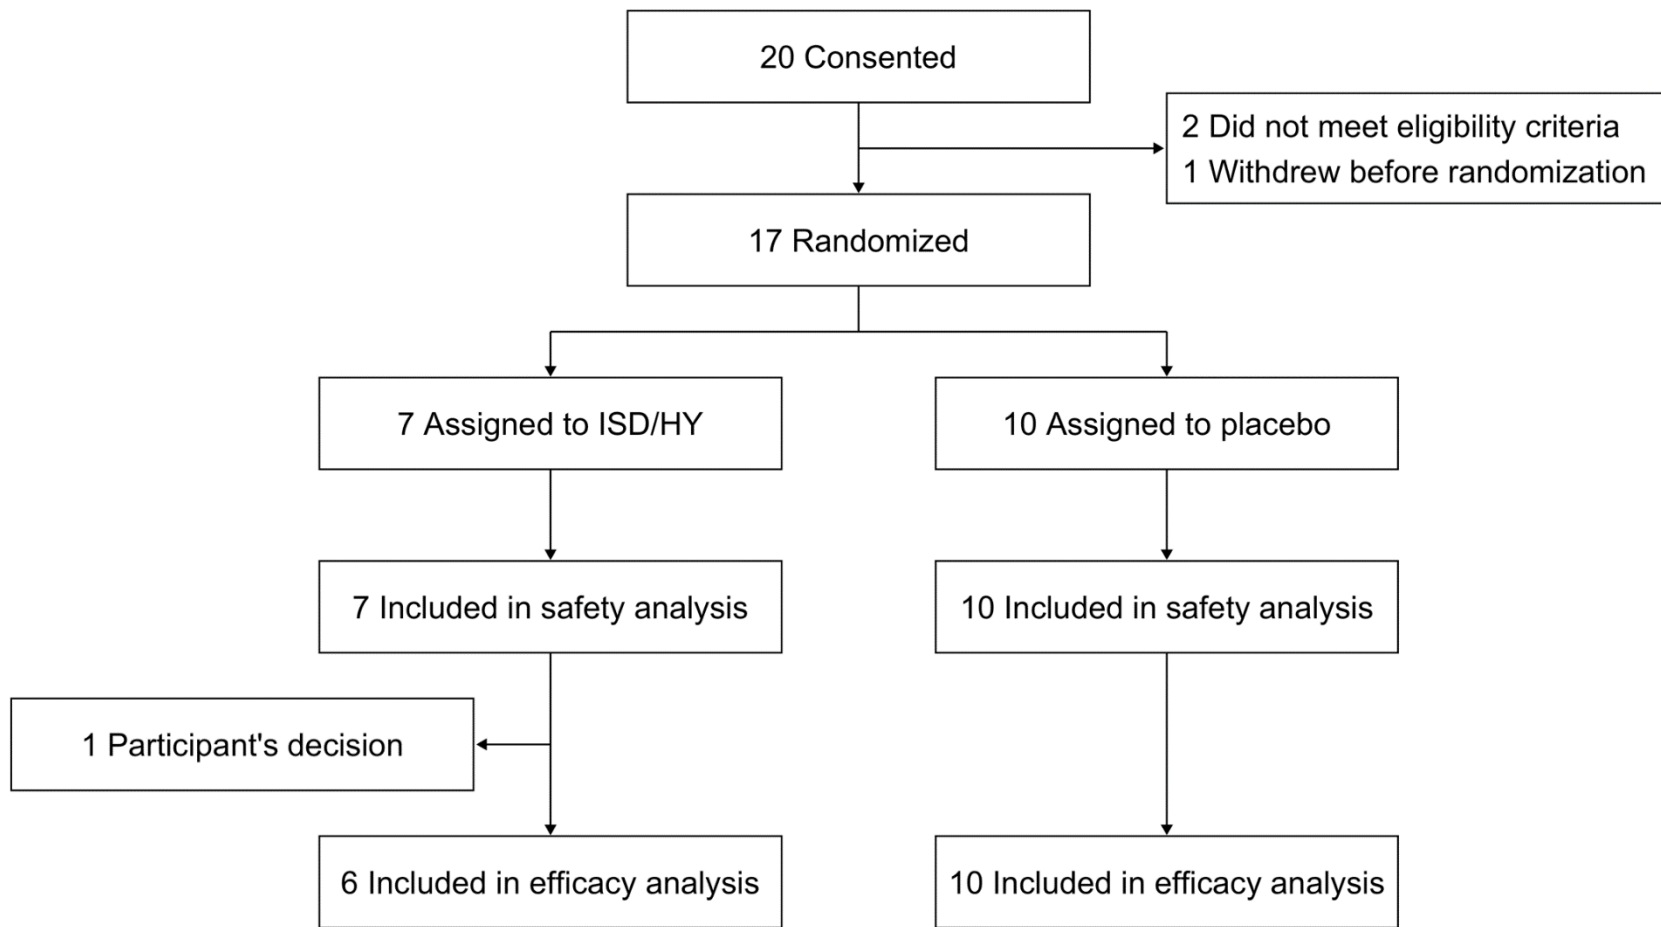 20 Consented
2 Did not meet eligibility criteria
1 Withdrew before randomization
17 Randomized
7 Assigned to ISD/HY
10 Assigned to placebo
7 Included in safety analysis
10 Included in safety analysis
1 Participant's decision
6 Included in efficacy analysis
10 Included in efficacy analysis